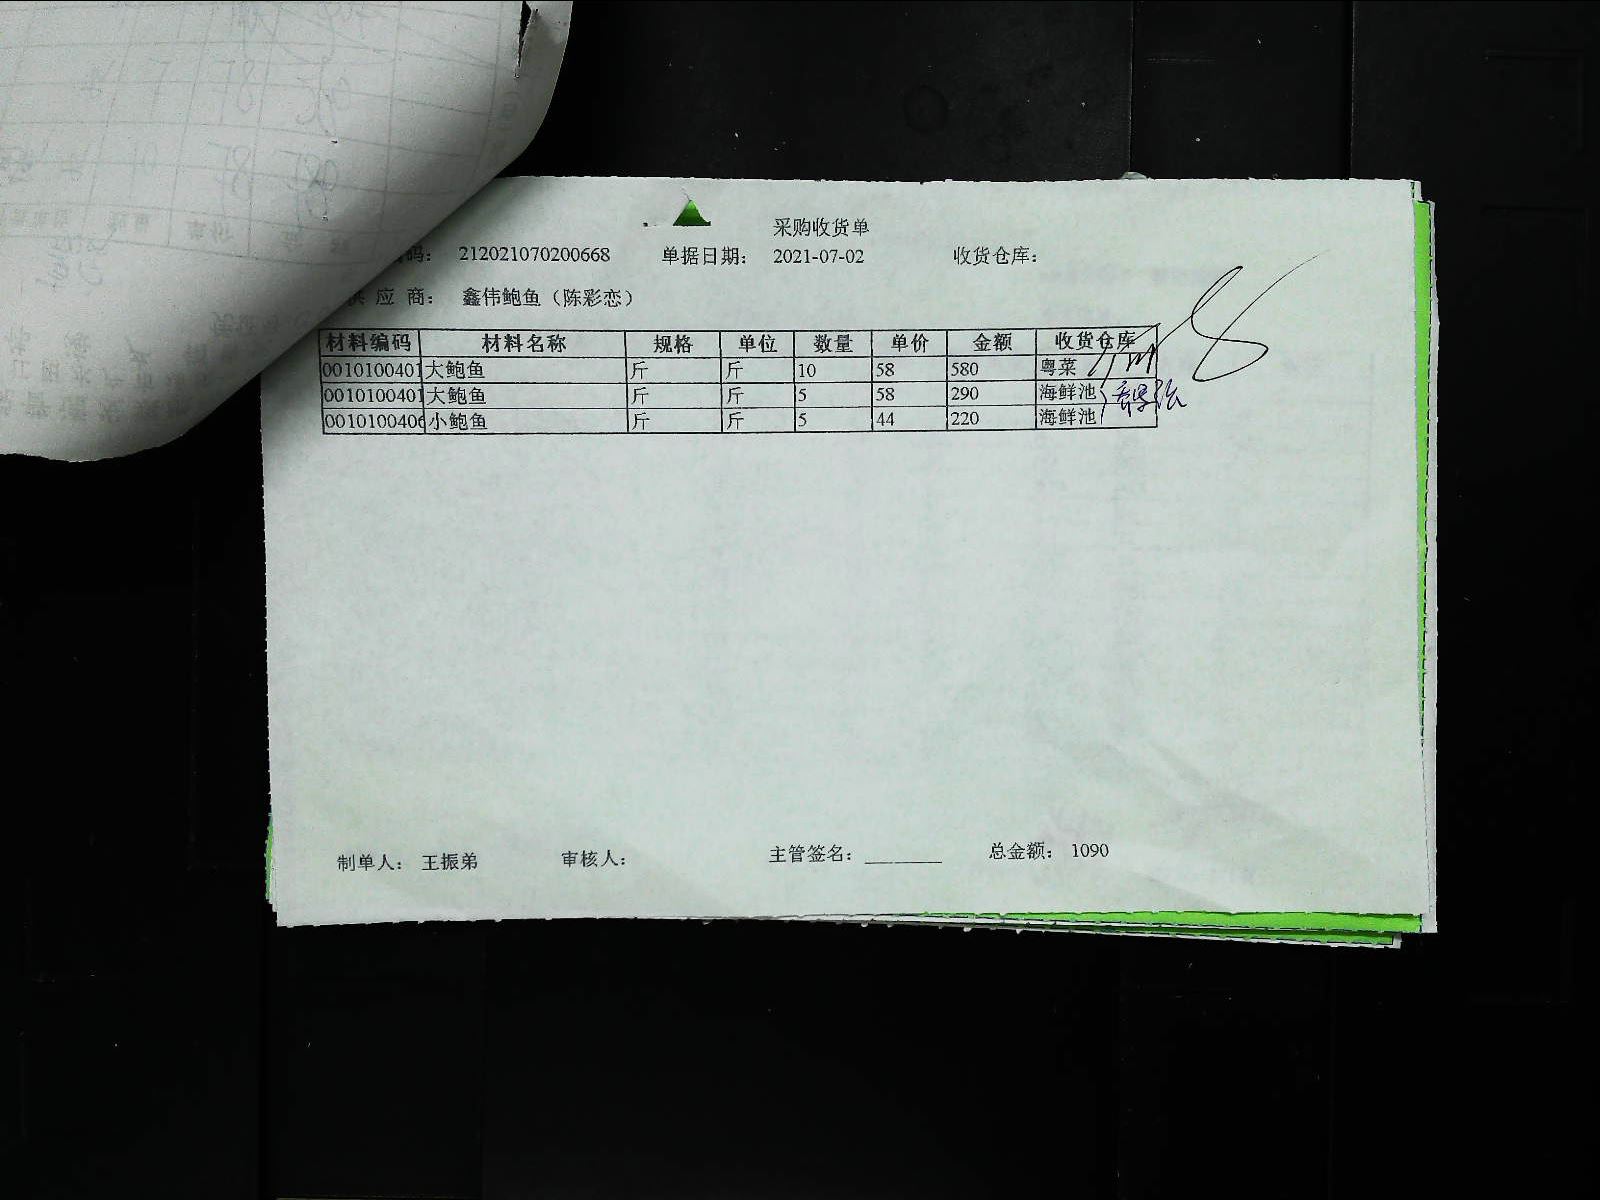 采购收货单
码： 212021070200668 单据日期： 2021-07-02 收货仓库：
供 应 商： 鑫伟鲍鱼（陈彩恋）
材料编码 材料名称 规格 单位 数量 单价 金额 收货仓库
0010100401 大鲍鱼 斤 斤 10 58 580 粤菜
0010100401 大鲍鱼 斤 斤 5 58 290 海鲜池
0010100406 小鲍鱼 斤 斤 5 44 220 海鲜池
制单人： 王振弟 审核人： 主管签名： 总金额： 1090